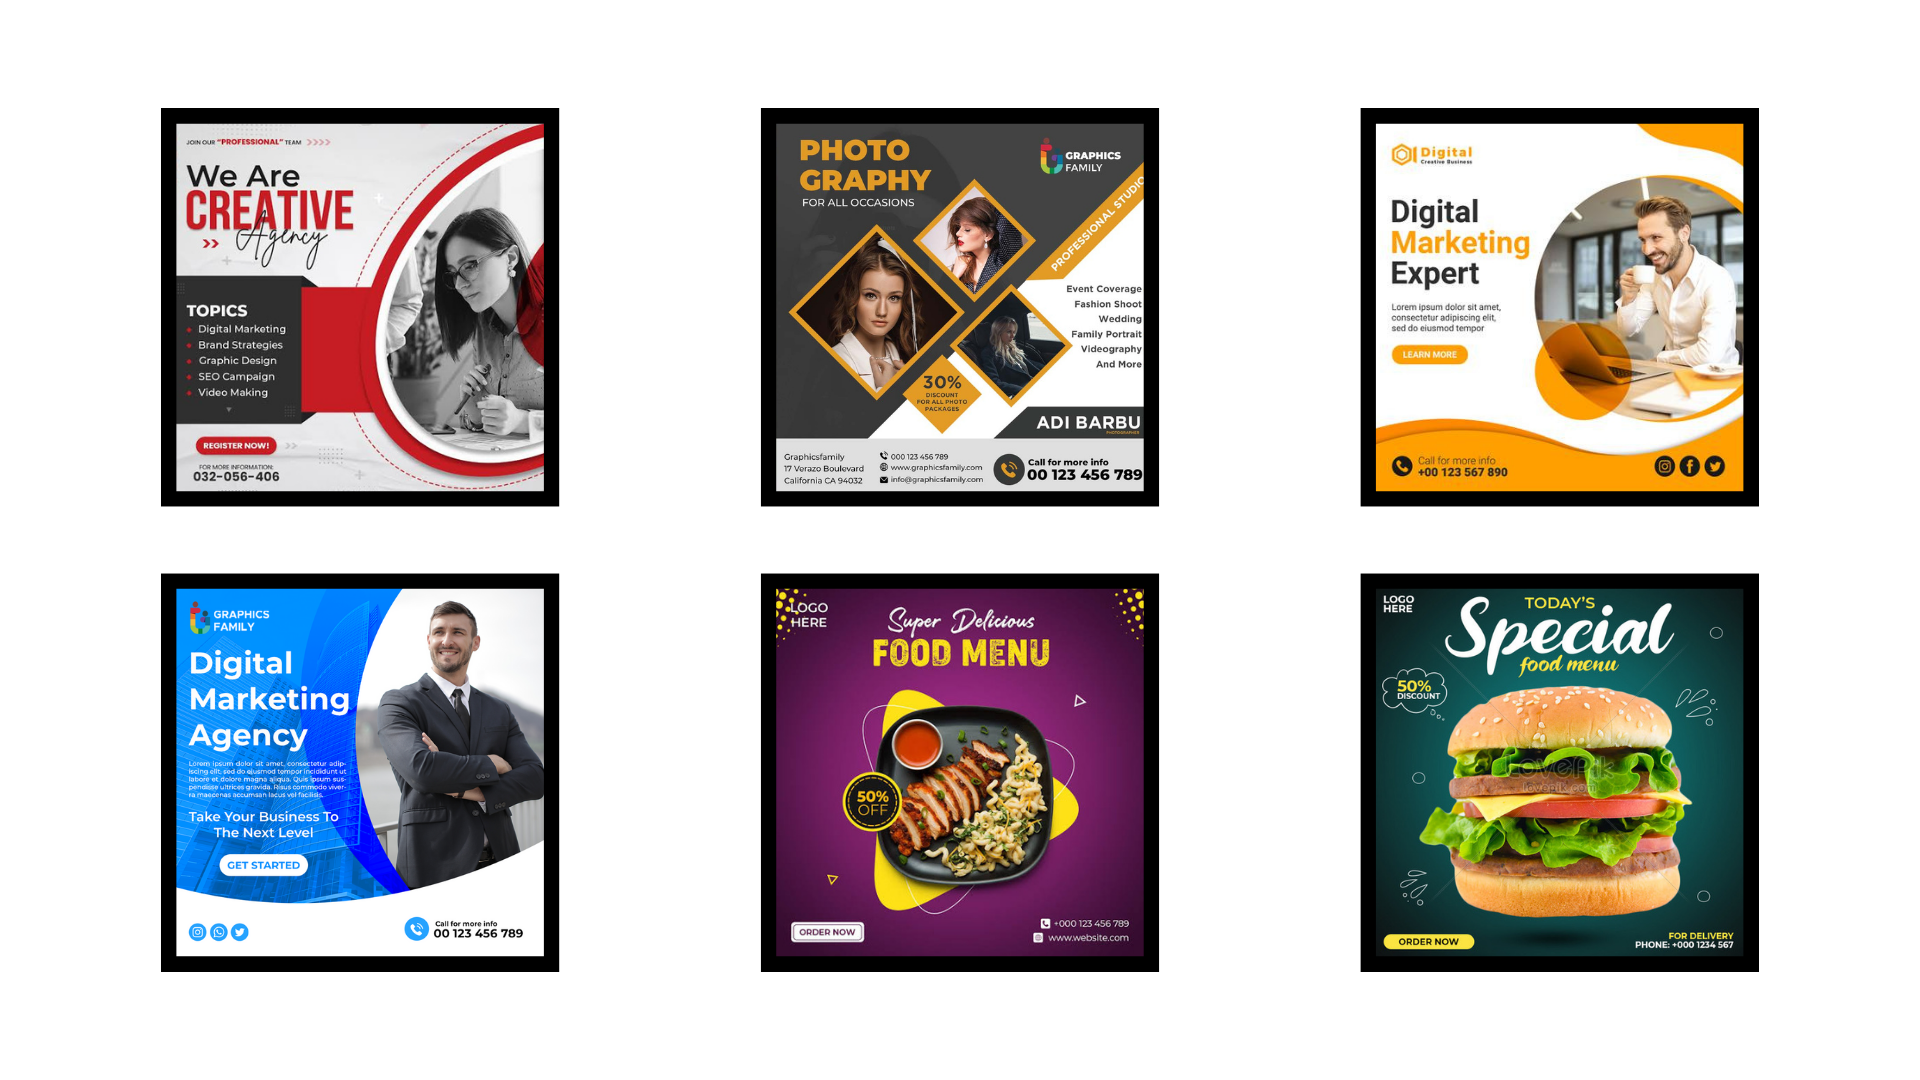 JOIN OUR "PROFESSIONAL" TEAM
We Are
CREATIVE
Agency
TOPICS
Digital Marketing
Brand Strategies
Graphic Design
SEO Campaign
Video Making
REGISTER NOW!
FOR MORE INFORMATION:
032-056-406
PHOTO
GRAPHY
FOR ALL OCCASIONS
GRAPHICS
FAMILY
PROFESSIONAL STUDIO
Event Coverage
Fashion Shoot
Wedding
Family Portrait
Videography
And More
30%
DISCOUNT
FOR ALL PHOTO
PACKAGES
ADI BARBU
PHOTOGRAPHER
Graphicsfamily
17 Verazo Boulevard
California CA 94032
000 123 456 789
www.graphicsfamily.com
info@graphicsfamily.com
Call for more info
00 123 456 789
Digital
Creative Business
Digital
Marketing
Expert
Lorem ipsum dolor sit amet,
consectetur adipiscing elit,
sed do eiusmod tempor
LEARN MORE
Call for more info
+00 123 567 890
GRAPHICS
FAMILY
Digital
Marketing
Agency
Lorem ipsum dolor sit amet, consectetur adip-
iscing elit, sed do eiusmod tempor incididunt ut
labore et dolore magna aliqua. Quis ipsum sus-
pendisse ultrices gravida. Risus commodo viver-
ra maecenas accumsan lacus vel facilisis.
Take Your Business To
The Next Level
GET STARTED
Call for more info
00 123 456 789
LOGO
HERE
Super Delicious
FOOD MENU
50%
OFF
ORDER NOW
+000 123 456 789
www.website.com
LOGO
HERE
TODAY'S
Special
food menu
50%
DISCOUNT
Lovepik
lovepik.com
ORDER NOW
FOR DELIVERY
PHONE: +000 1234 567